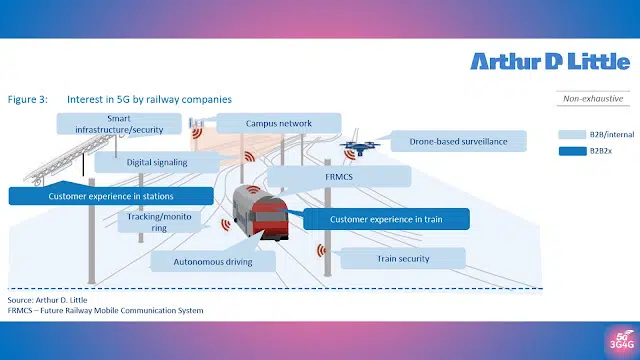 Arthur D Little
Figure 3: Interest in 5G by railway companies
Non-exhaustive
Smart
infrastructure/security
Campus network
Drone-based surveillance
B2B/internal
B2B2x
Digital signaling
FRMCS
Customer experience in stations
Tracking/monito
ring
Customer experience in train
Autonomous driving
Train security
Source: Arthur D. Little
FRMCS – Future Railway Mobile Communication System
5G
3G4G